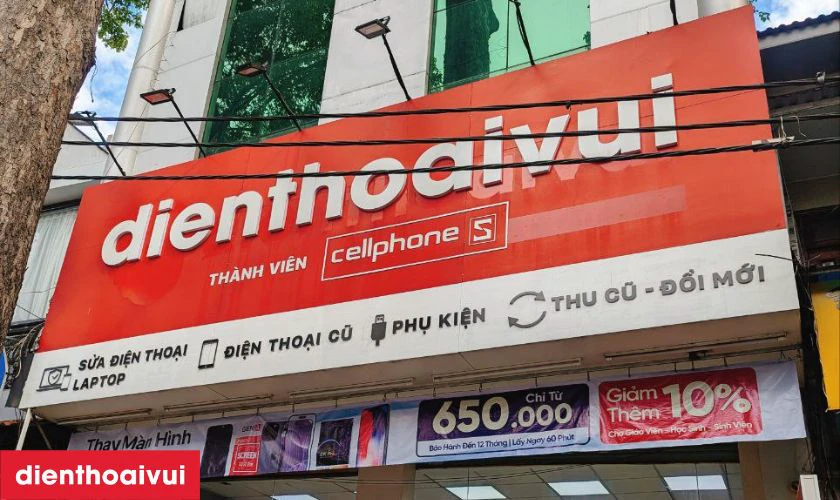 dienthoaivui
THÀNH VIÊN cellphone S
SỬA ĐIỆN THOẠI
LAPTOP
ĐIỆN THOẠI CŨ
PHỤ KIỆN
THU CŨ - ĐỔI MỚI
Thay Màn Hình
SCREEN
Chỉ Từ
650.000
Bảo Hành Đến 12 Tháng | Lấy Ngay 60 Phút
Giảm
Thêm 10%
Cho Giáo Viên - Học Sinh - Sinh Viên
dienthoaivui